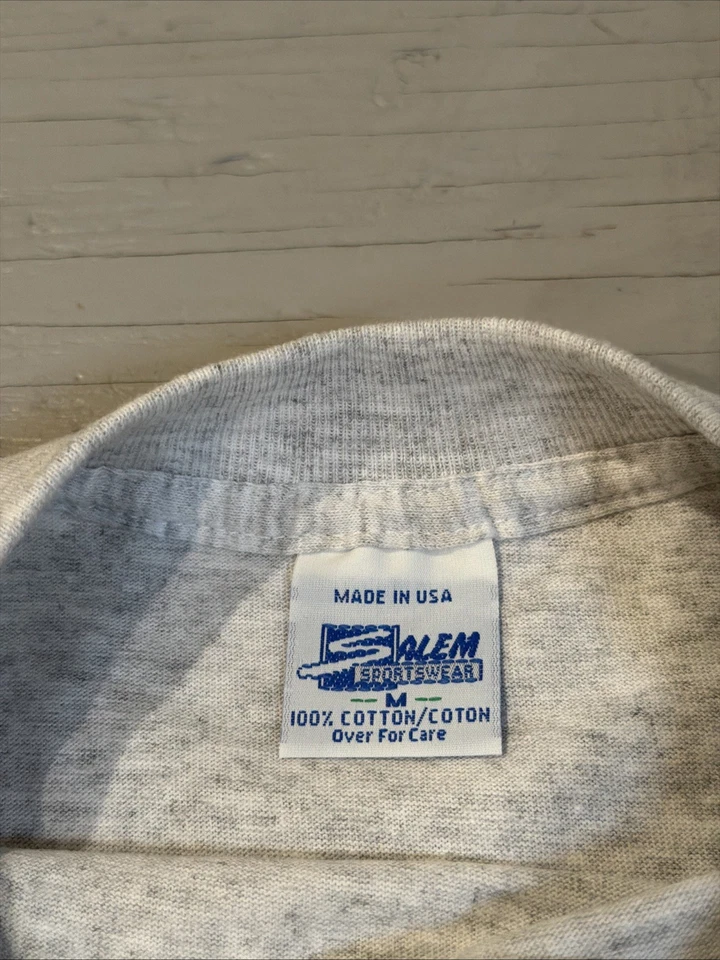 MADE IN USA
SALEM
SPORTSWEAR
M
100% COTTON/COTON
Over For Care